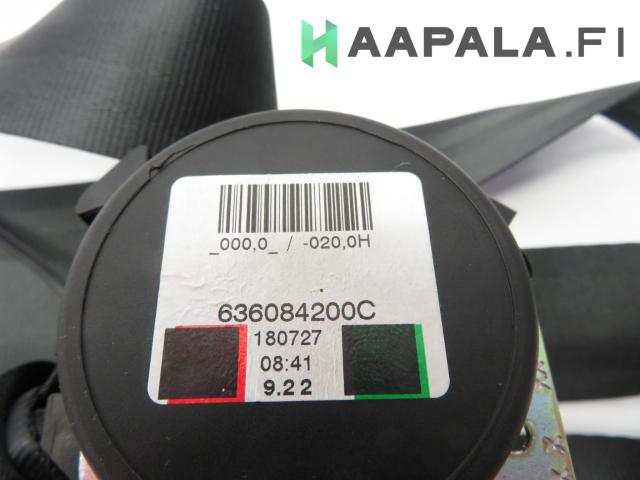 HAAPALA.FI
_000,0_ / -020,0H
636084200C
180727
08:41
9.22